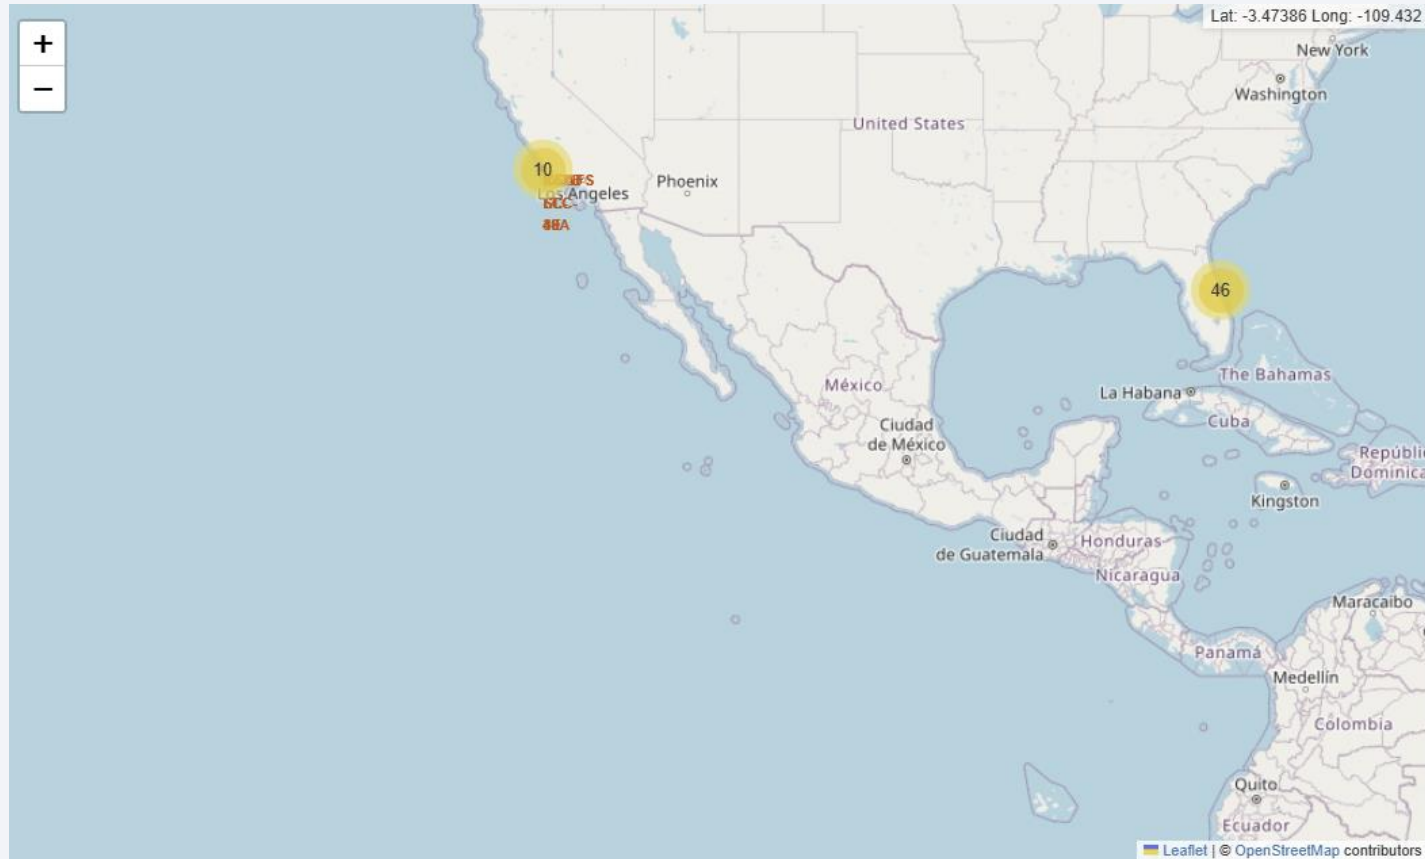 +
−
Lat: -3.47386 Long: -109.432
New York
Washington
United States
10
Phoenix
Los Angeles
46
México
La Habana
The Bahamas
Cuba
Ciudad
de México
Kingston
Ciudad
de Guatemala
Honduras
Nicaragua
Maracaibo
Panamá
Medellín
Colombia
Quito
Ecuador
Leaflet | © OpenStreetMap contributors